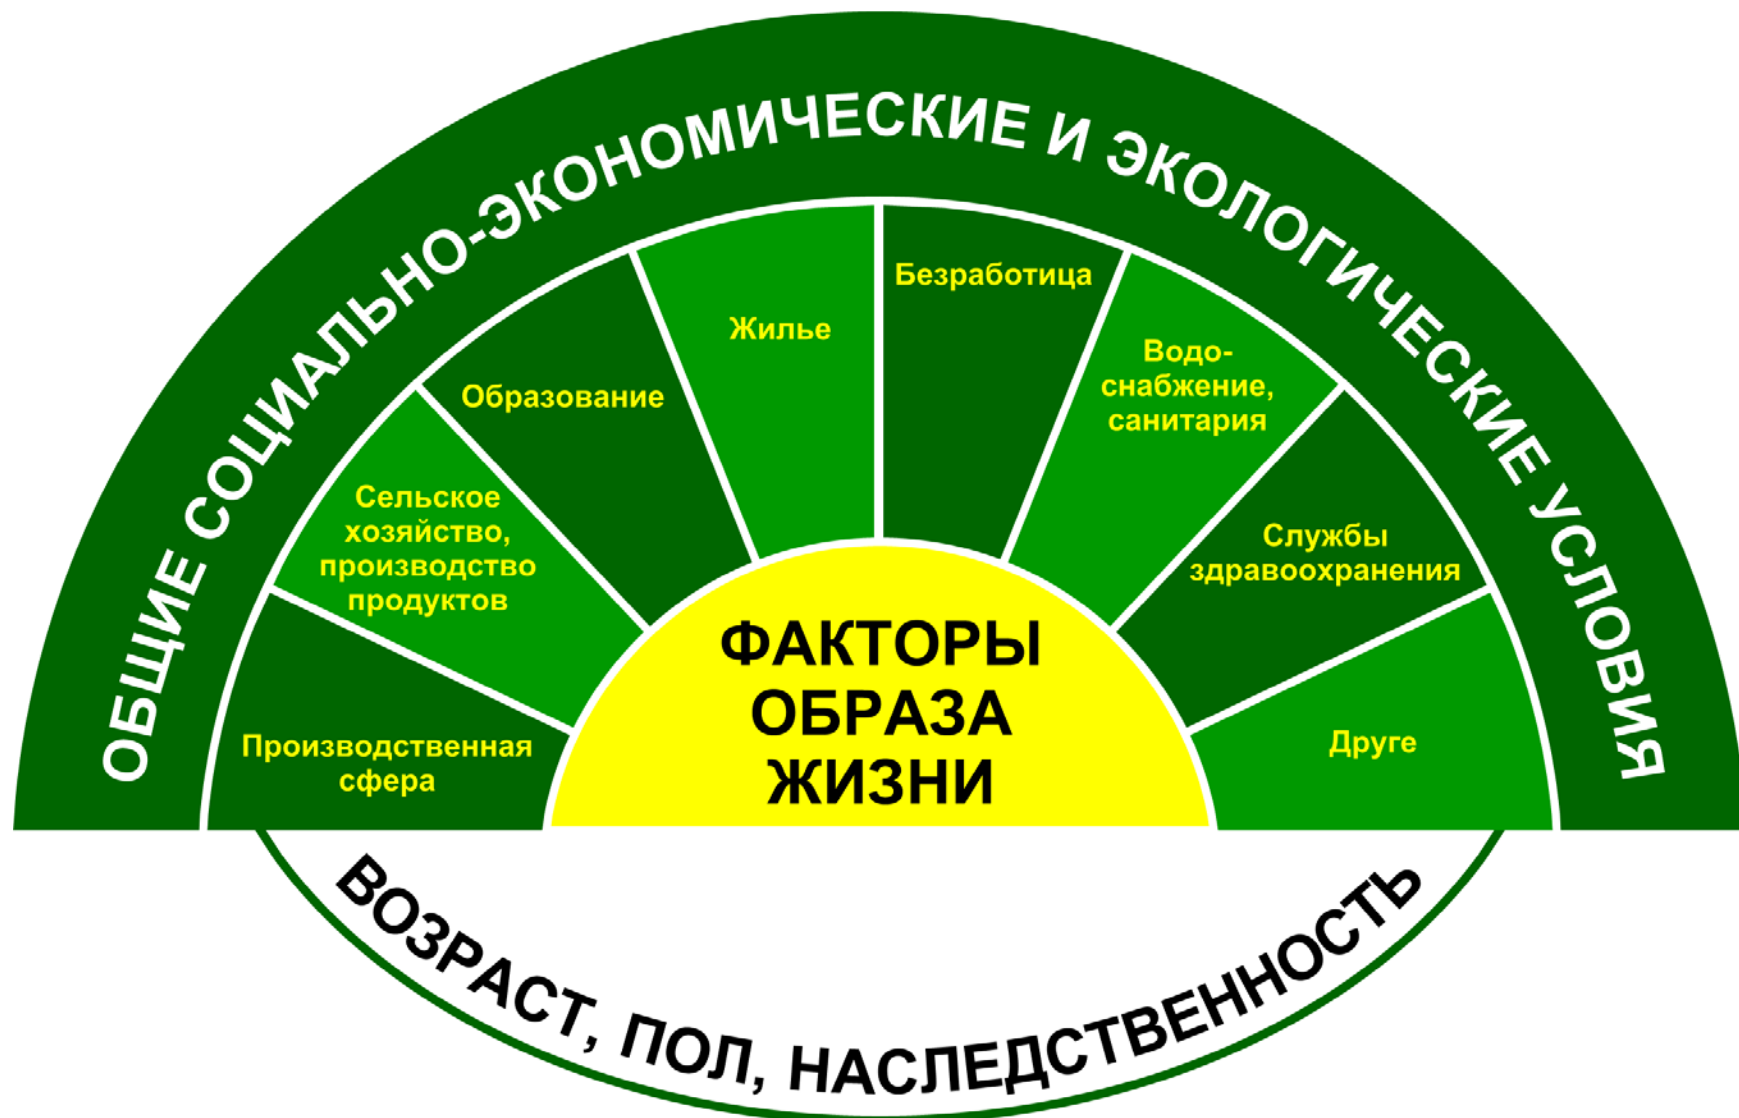 ОБЩИЕ СОЦИАЛЬНО-ЭКОНОМИЧЕСКИЕ И ЭКОЛОГИЧЕСКИЕ УСЛОВИЯ
Производственная
сфера
Сельское
хозяйство,
производство
продуктов
Образование
Жилье
Безработица
Водо-
снабжение,
санитария
Службы
здравоохранения
Друге
ФАКТОРЫ
ОБРАЗА
ЖИЗНИ
ВОЗРАСТ, ПОЛ, НАСЛЕДСТВЕННОСТЬ